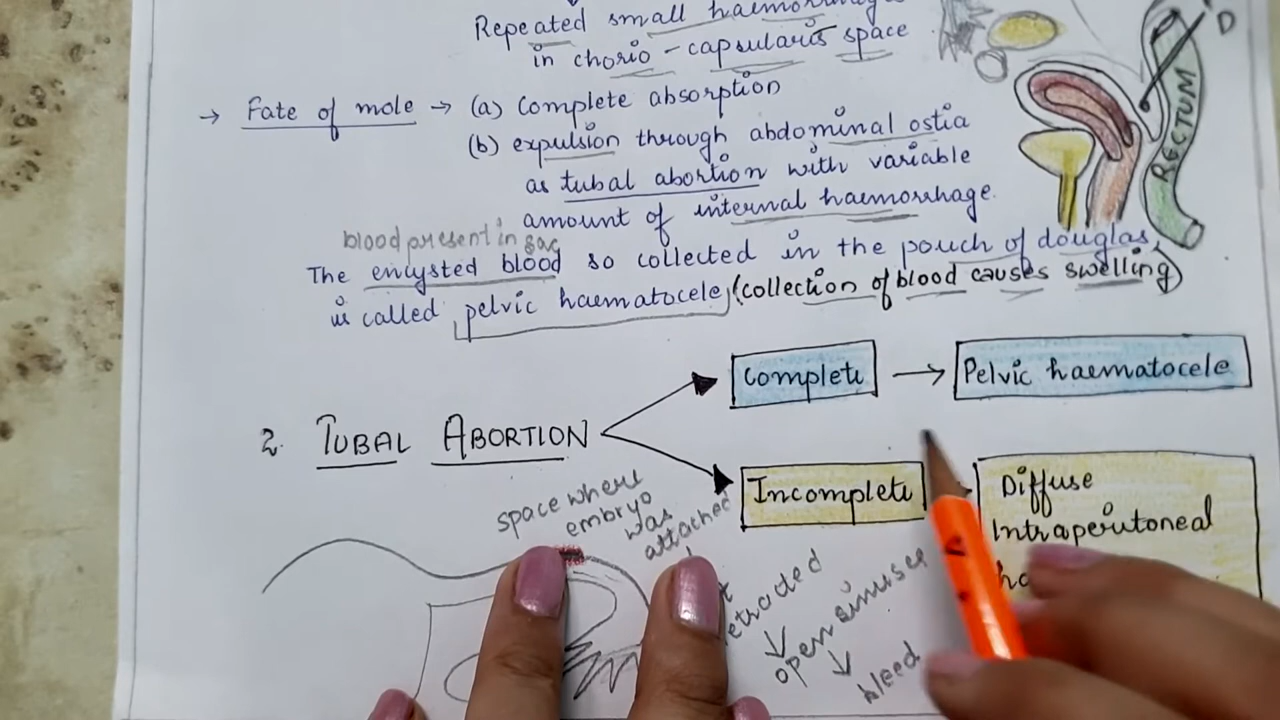 Repeated small haemorrhage
in chorio-capsularis space
→ Fate of mole → (a) Complete absorption
(b) expulsion through abdominal ostia
as tubal abortion with variable
amount of internal haemorrhage.
blood present in sac
The encysted blood so collected in the pouch of douglas,
is called pelvic haematocele (collection of blood causes swelling)
2. TUBAL ABORTION
Complete → Pelvic haematocele
Incomplete
Diffuse
Intraperitoneal
space where
embryo
was
attached
open sinuses
bleed
RECTUM
D